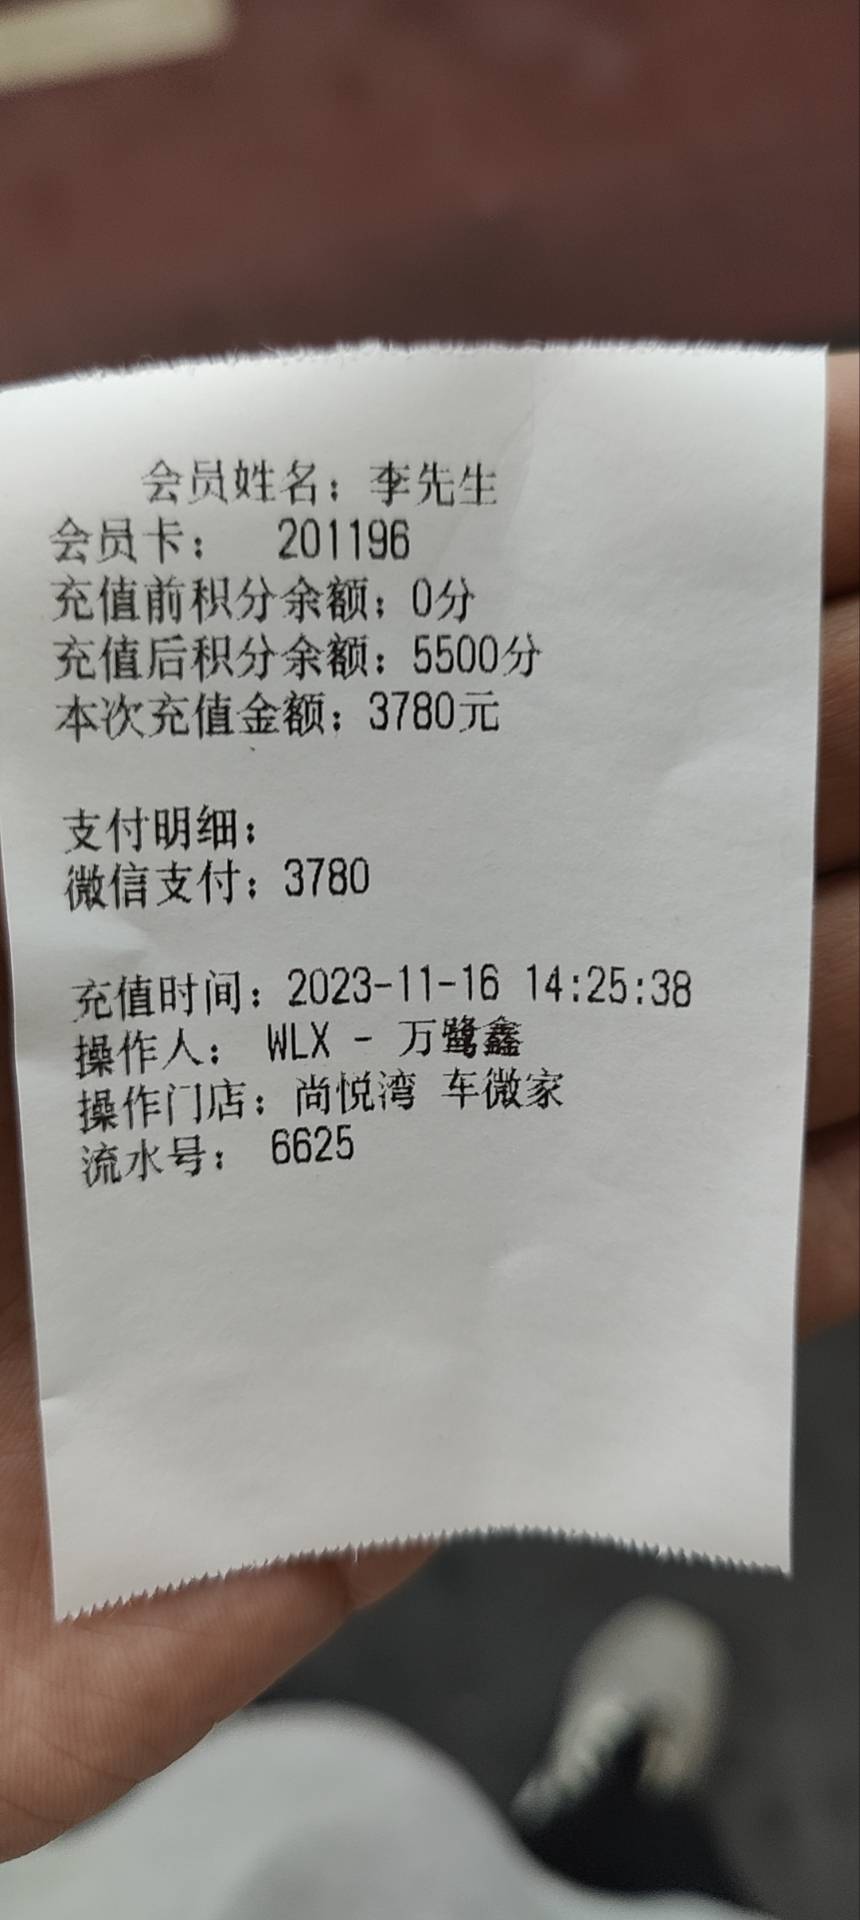 会员姓名：李先生
会员卡： 201196
充值前积分余额：0分
充值后积分余额：5500分
本次充值金额：3780元
支付明细：
微信支付：3780
充值时间：2023-11-16 14:25:38
操作人： WLX - 万鹭鑫
操作门店：尚悦湾 车微家
流水号： 6625